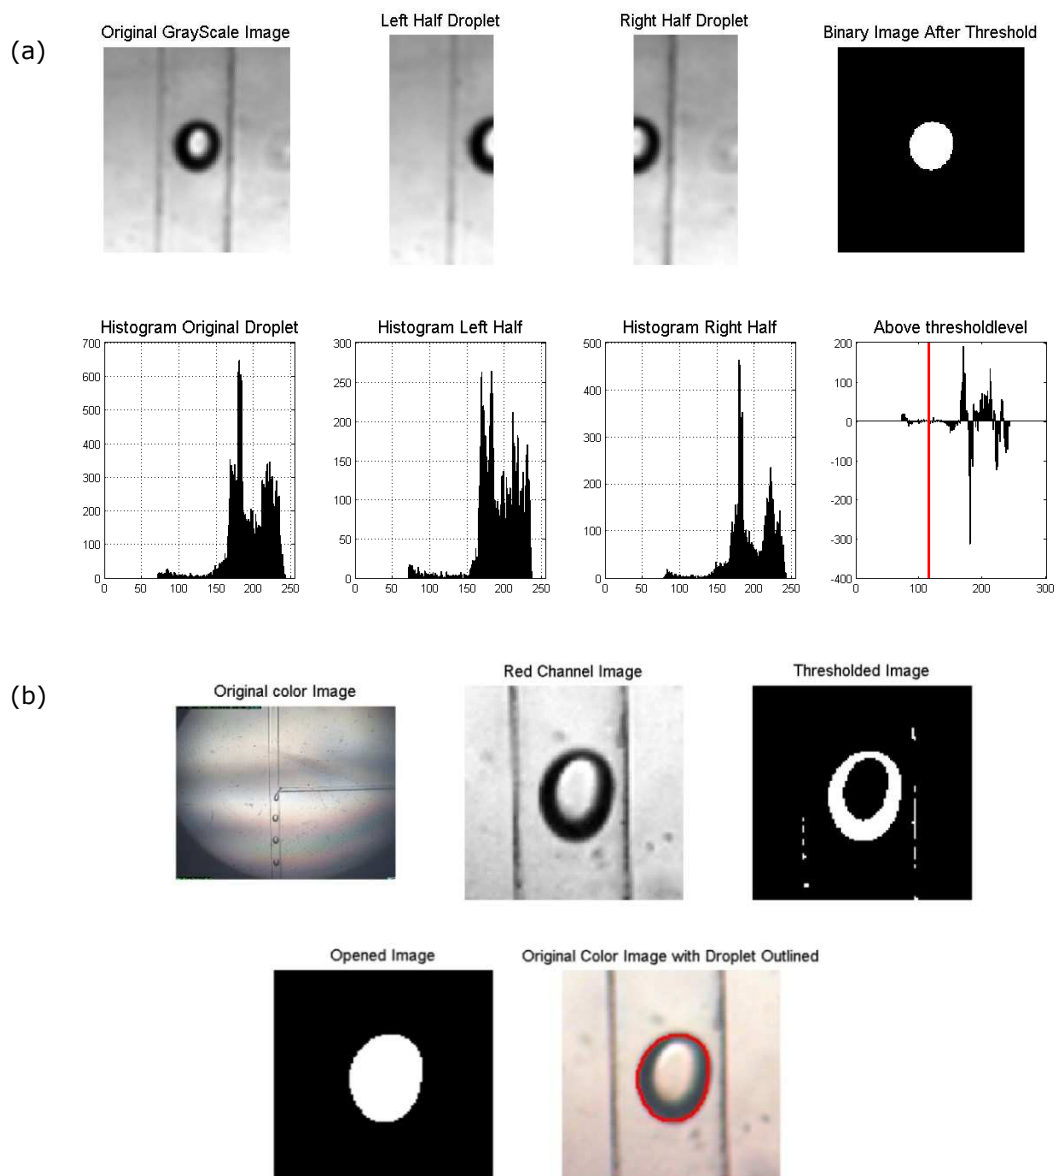 (a)
Original GrayScale Image
Left Half Droplet
Right Half Droplet
Binary Image After Threshold
Histogram Original Droplet
700
600
500
400
300
200
100
0
0 50 100 150 200 250
Histogram Left Half
300
250
200
150
100
50
0
0 50 100 150 200 250
Histogram Right Half
500
400
300
200
100
0
0 50 100 150 200 250
Above thresholdlevel
200
100
0
-100
-200
-300
-400
0 100 200 300
(b)
Original color Image
Red Channel Image
Thresholded Image
Opened Image
Original Color Image with Droplet Outlined